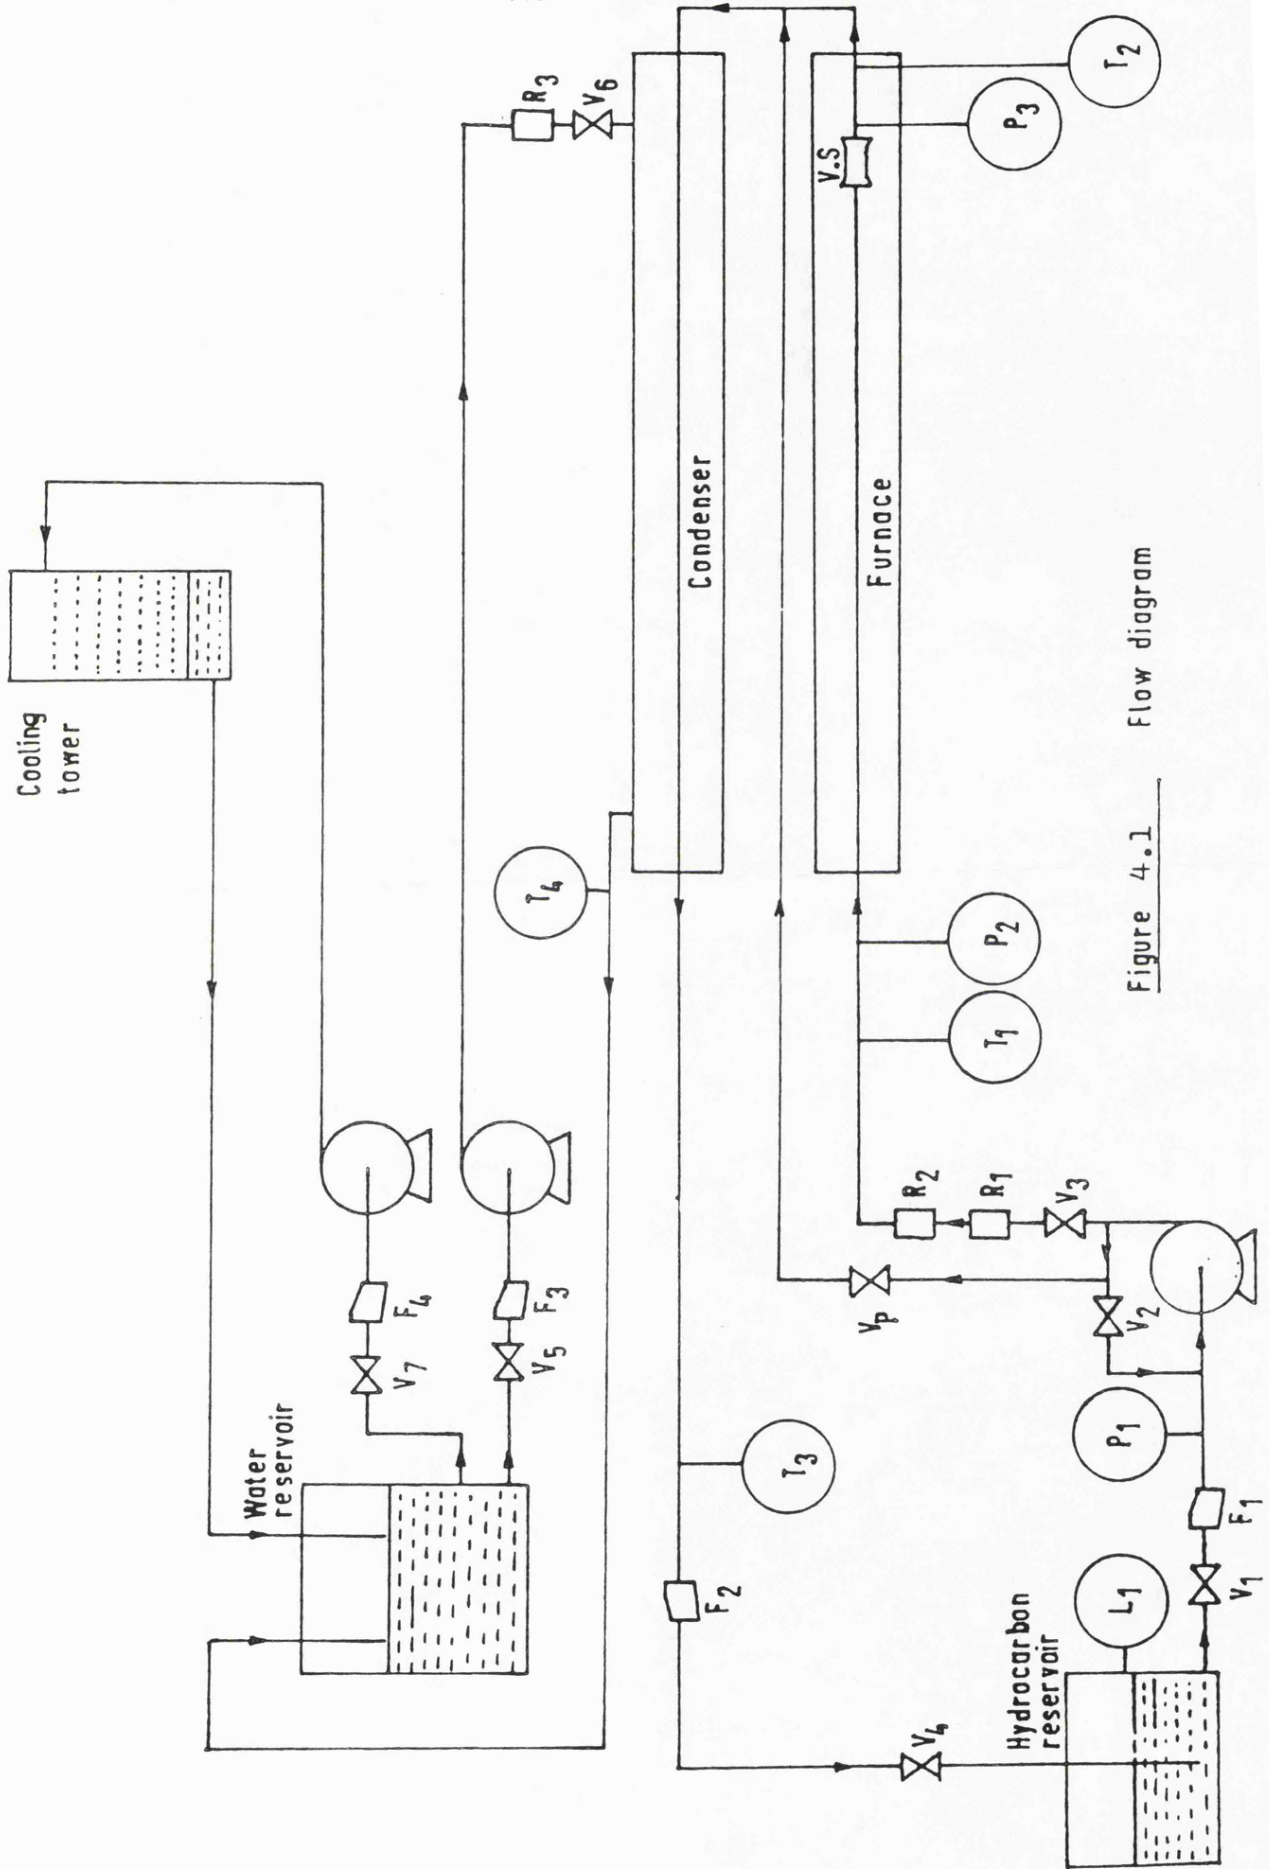 Cooling
tower
R3
V6
T4
Condenser
Water
reservoir
F4
V7
F3
V5
V.S
Furnace
P3
T2
F2
T3
Vp
R2
R1
V3
T1
P2
V2
P1
F1
V1
L1
V4
Hydrocarbon
reservoir
Figure 4.1 Flow diagram